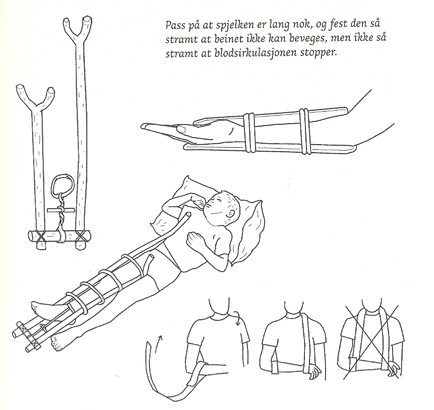 Pass på at spjelken er lang nok, og fest den så
stramt at beinet ikke kan beveges, men ikke så
stramt at blodsirkulasjonen stopper.